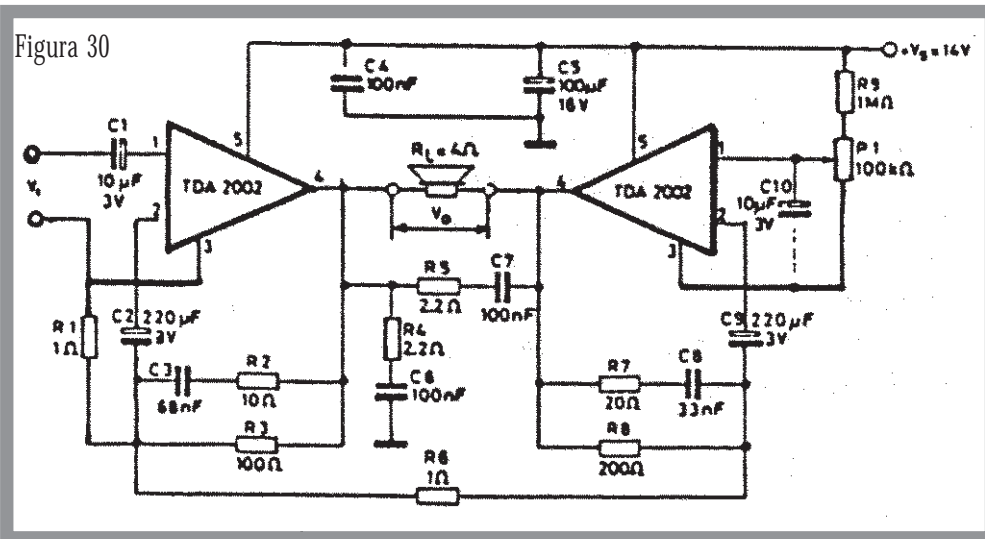 Figura 30
+Vs = 14V
C4
100nF
C5
100µF
16V
R9
1MΩ
P1
100kΩ
C1
10 µF
3V
1
5
TDA 2002
4
2
3
RL = 4Ω
Vo
4
5
TDA 2002
1
2
3
C10
10µF
3V
Vi
R1
1Ω
C2 220 µF
3V
C3
68nF
R2
10Ω
R3
100Ω
R5
2.2Ω
C7
100nF
R4
2.2Ω
C6
100nF
R7
20Ω
C8
33nF
R8
200Ω
C9 220 µF
3V
R6
1Ω